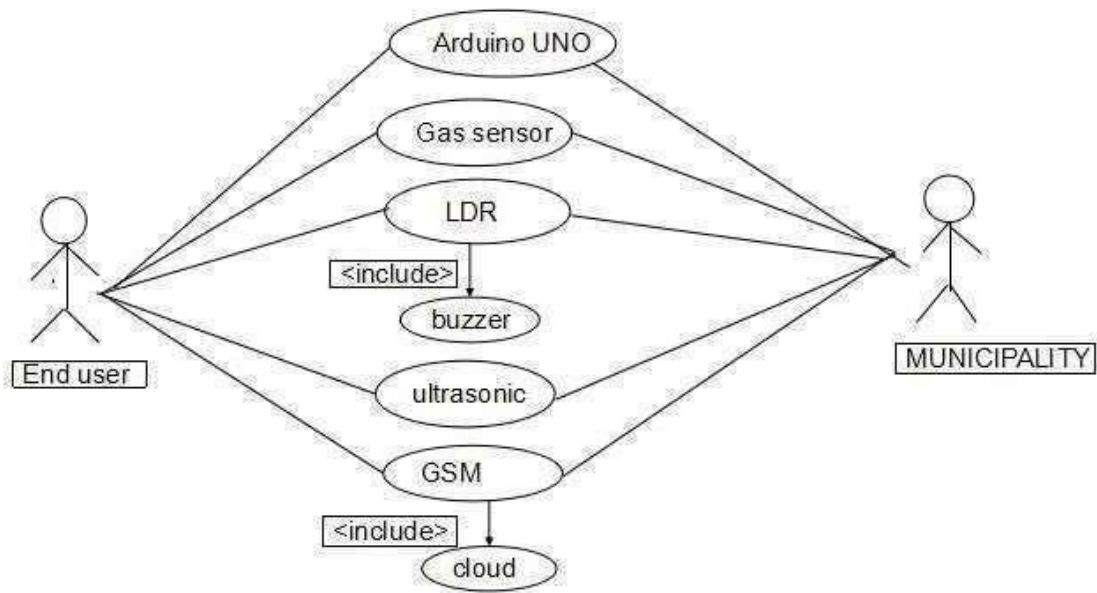 Arduino UNO
Gas sensor
LDR
<include>
buzzer
End user
MUNICIPALITY
ultrasonic
GSM
<include>
cloud